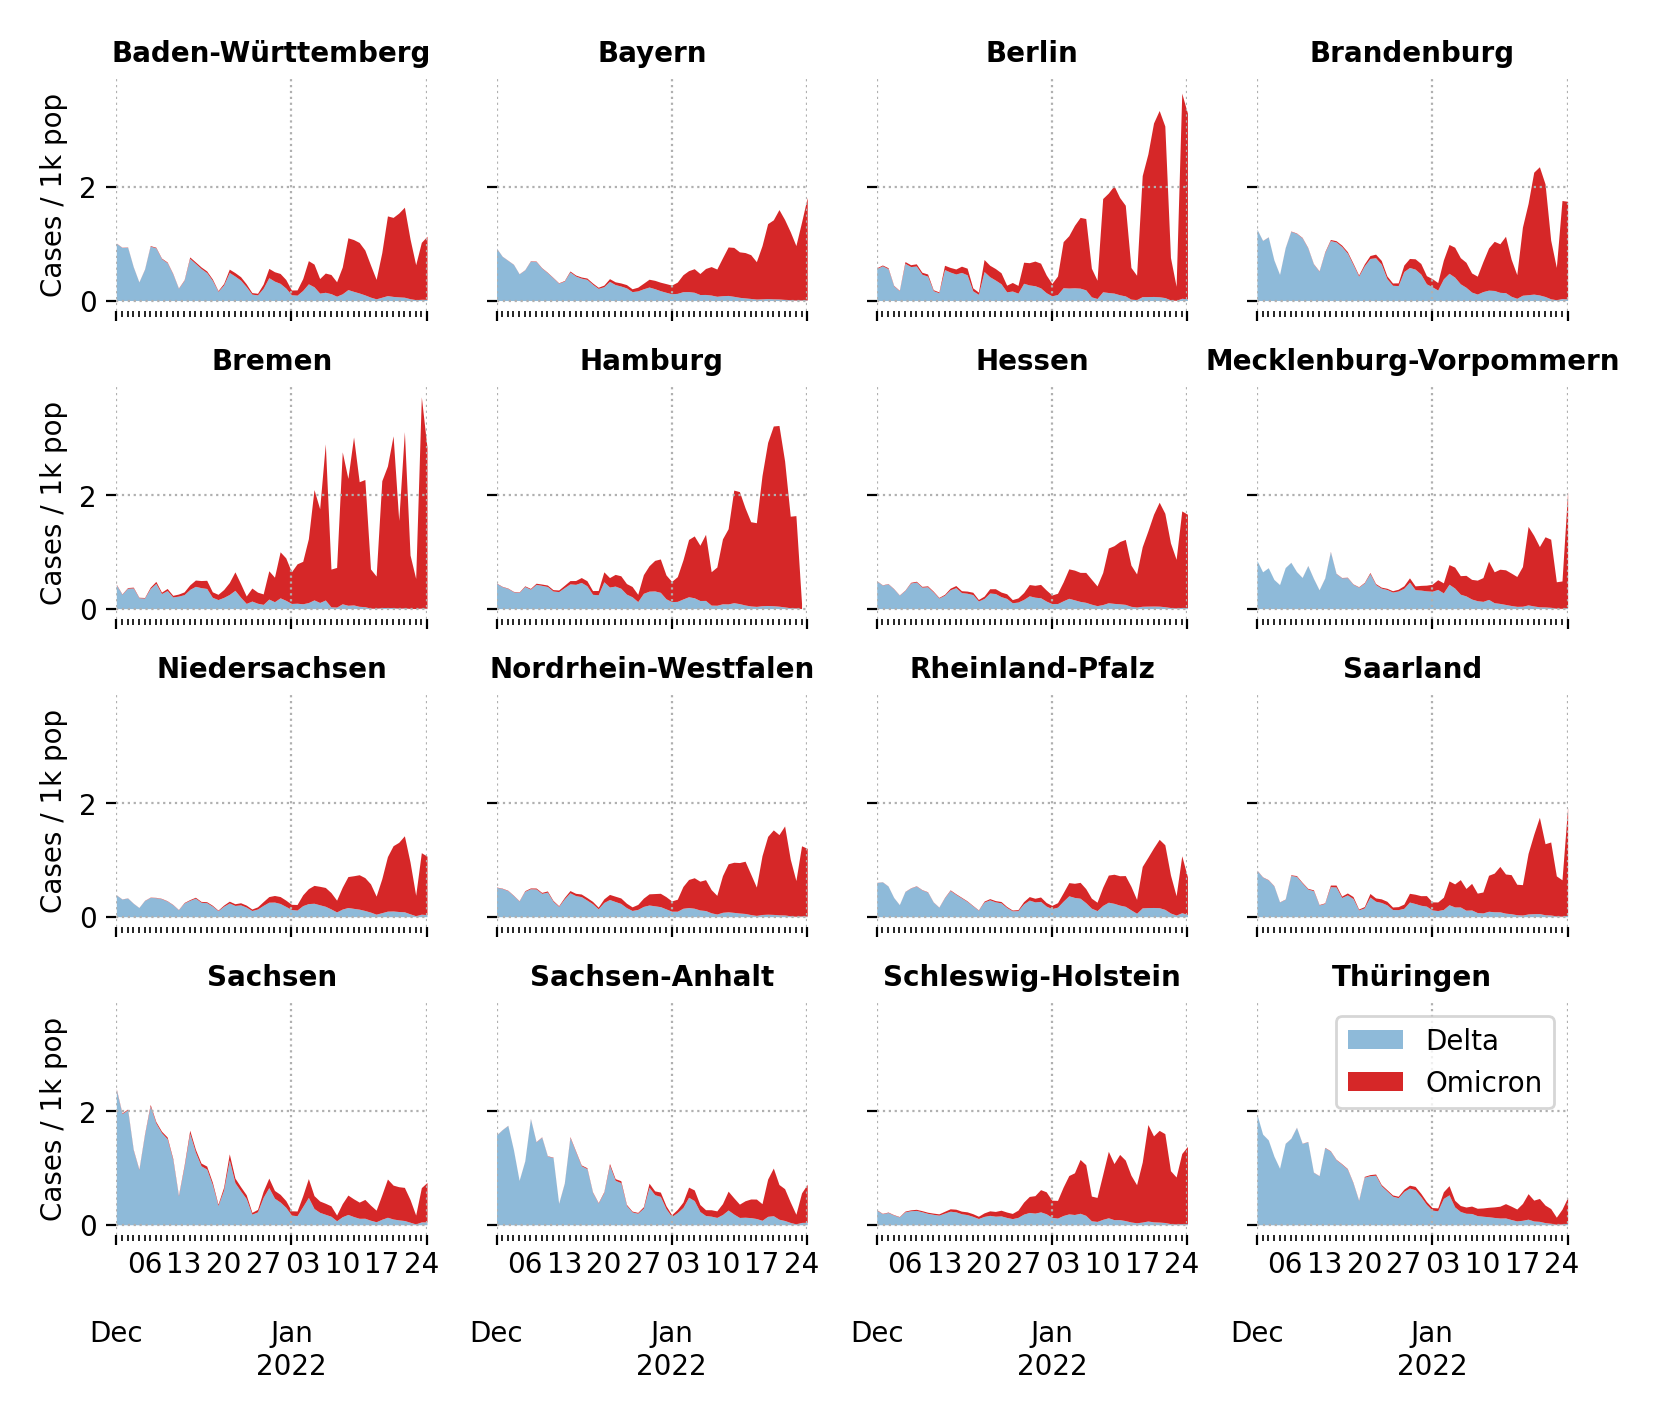 Baden-Württemberg Bayern Berlin Brandenburg
Cases / 1k pop
2
0
Bremen Hamburg Hessen Mecklenburg-Vorpommern
Cases / 1k pop
2
0
Niedersachsen Nordrhein-Westfalen Rheinland-Pfalz Saarland
Cases / 1k pop
2
0
Sachsen Sachsen-Anhalt Schleswig-Holstein Thüringen
Cases / 1k pop
2
0
Delta
Omicron
06 13 20 27 03 10 17 24 06 13 20 27 03 10 17 24 06 13 20 27 03 10 17 24 06 13 20 27 03 10 17 24
Dec Jan Dec Jan Dec Jan Dec Jan
2022 2022 2022 2022